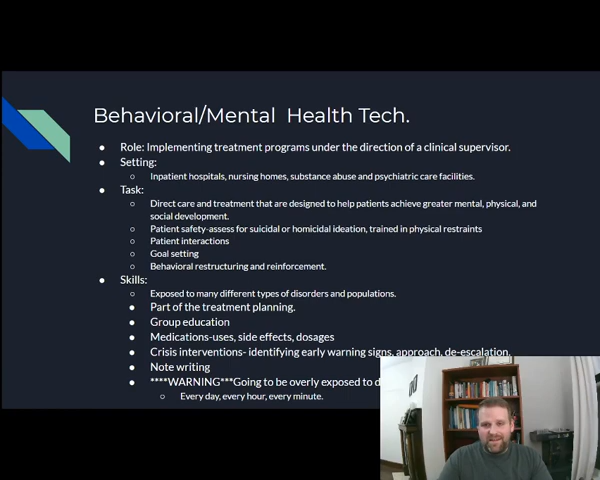 Behavioral/Mental Health Tech.
Role: Implementing treatment programs under the direction of a clinical supervisor.
Setting:
Inpatient hospitals, nursing homes, substance abuse and psychiatric care facilities.
Task:
Direct care and treatment that are designed to help patients achieve greater mental, physical, and
social development.
Patient safety-assess for suicidal or homicidal ideation, trained in physical restraints
Patient interactions
Goal setting
Behavioral restructuring and reinforcement.
Skills:
Exposed to many different types of disorders and populations.
Part of the treatment planning.
Group education
Medications-uses, side effects, dosages
Crisis interventions- identifying early warning signs, approach, de-escalation.
Note writing
****WARNING***Going to be overly exposed to
Every day, every hour, every minute.